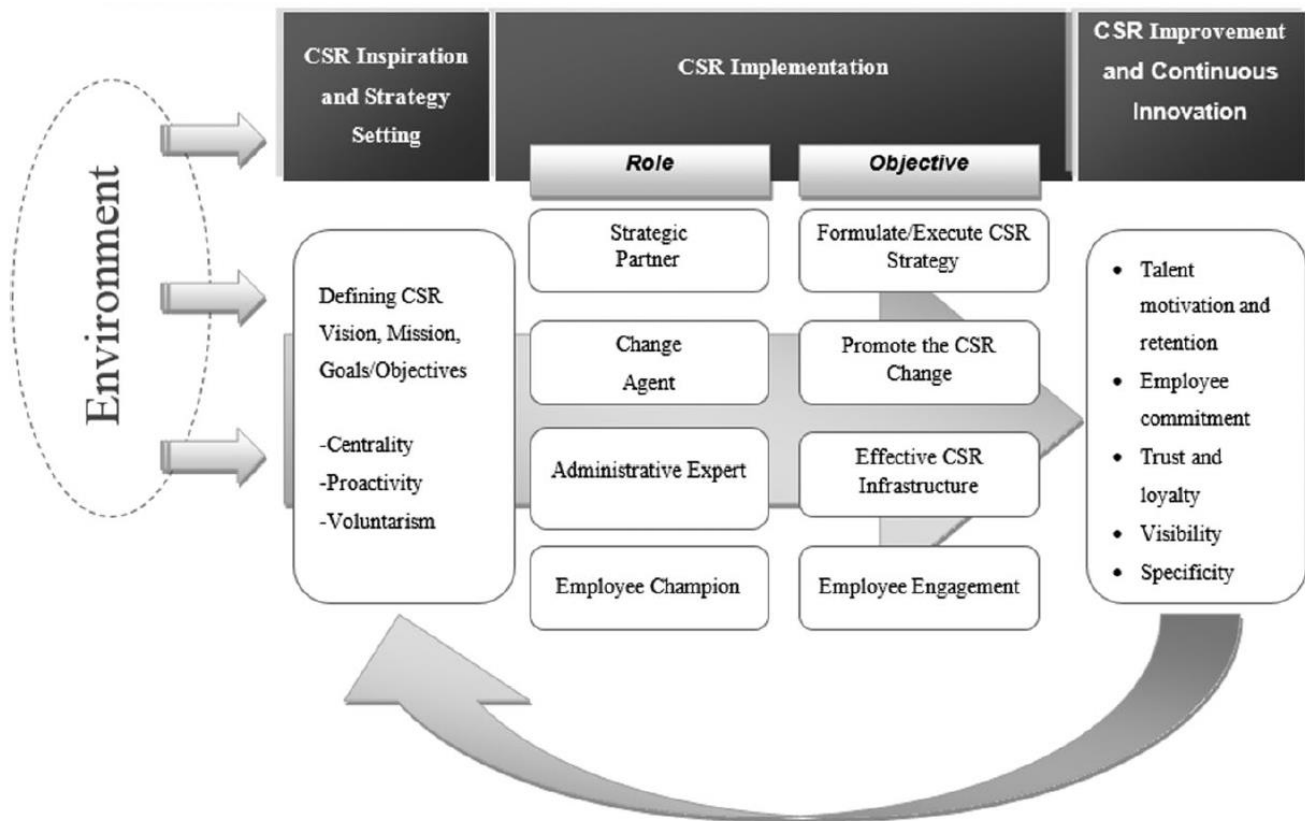 Environment
CSR Inspiration
and Strategy
Setting
CSR Implementation
CSR Improvement
and Continuous
Innovation
Role
Objective
Defining CSR
Vision, Mission,
Goals/Objectives
-Centrality
-Proactivity
-Voluntarism
Strategic
Partner
Formulate/Execute CSR
Strategy
Change
Agent
Promote the CSR
Change
Administrative Expert
Effective CSR
Infrastructure
Employee Champion
Employee Engagement
• Talent
motivation and
retention
• Employee
commitment
• Trust and
loyalty
• Visibility
• Specificity